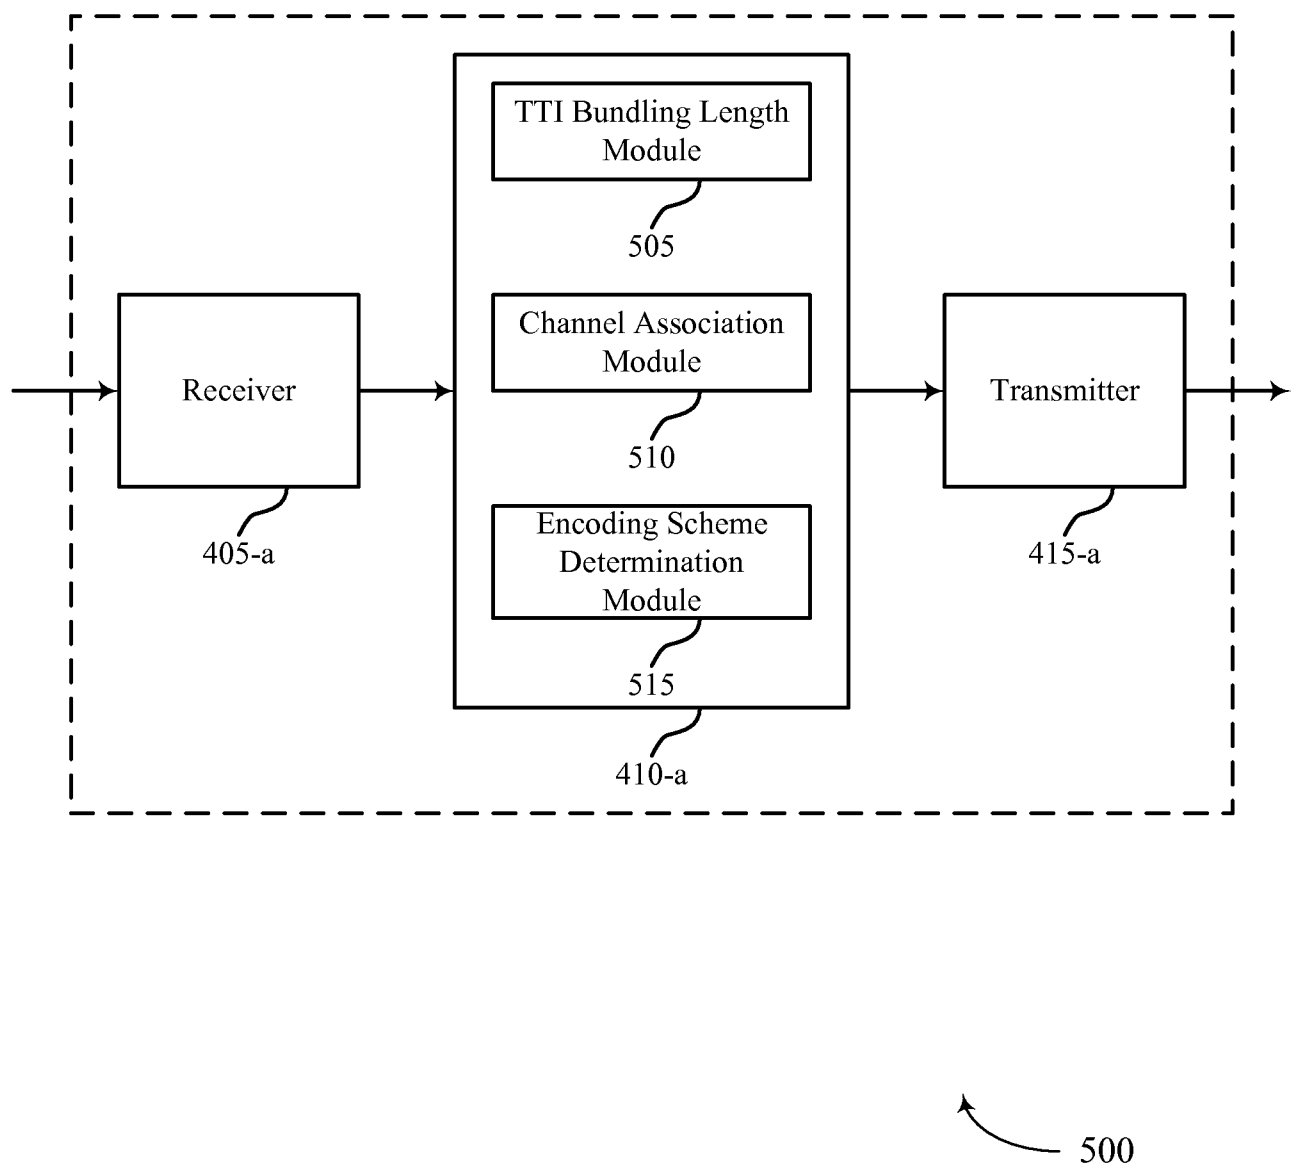 TTI Bundling Length
Module
505
Channel Association
Module
510
Receiver
405-a
Transmitter
415-a
Encoding Scheme
Determination
Module
515
410-a
500